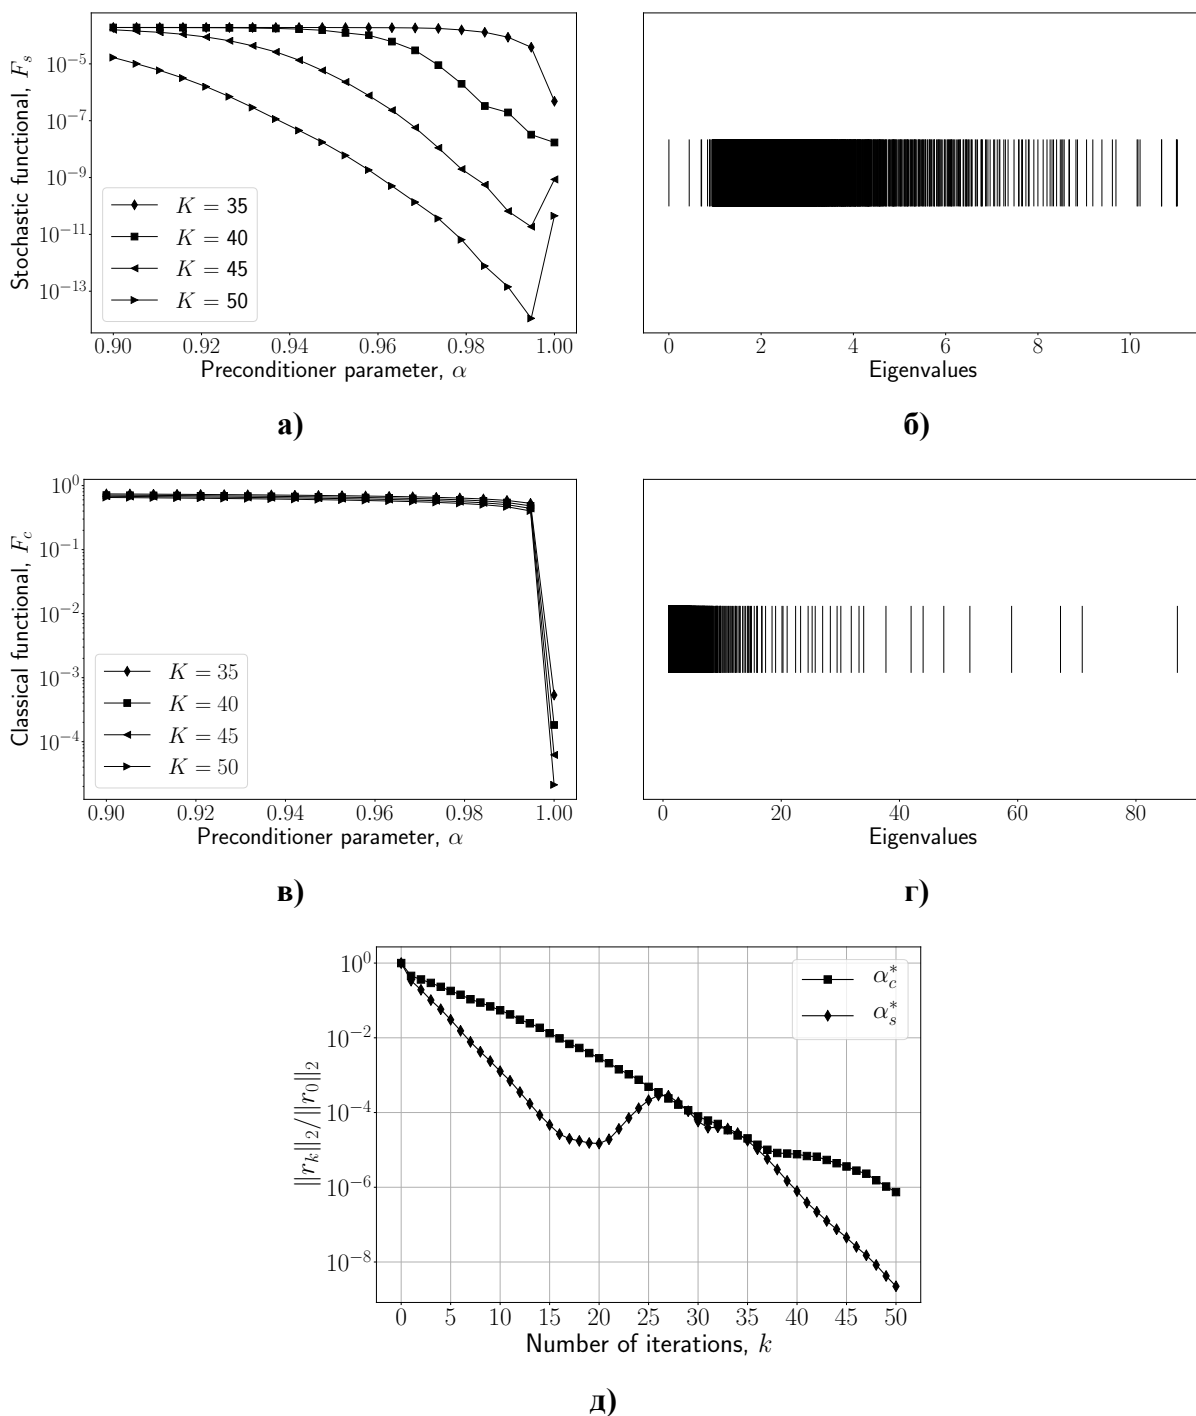 Stochastic functional, F_s
10^{-5}
10^{-7}
10^{-9}
10^{-11}
10^{-13}
K = 35
K = 40
K = 45
K = 50
0.90 0.92 0.94 0.96 0.98 1.00
Preconditioner parameter, α
а)
0 2 4 6 8 10
Eigenvalues
б)
Classical functional, F_c
10^0
10^{-1}
10^{-2}
10^{-3}
10^{-4}
K = 35
K = 40
K = 45
K = 50
0.90 0.92 0.94 0.96 0.98 1.00
Preconditioner parameter, α
в)
0 20 40 60 80
Eigenvalues
г)
||r_k||_2/||r_0||_2
10^0
10^{-2}
10^{-4}
10^{-6}
10^{-8}
α_c^*
α_s^*
0 5 10 15 20 25 30 35 40 45 50
Number of iterations, k
д)